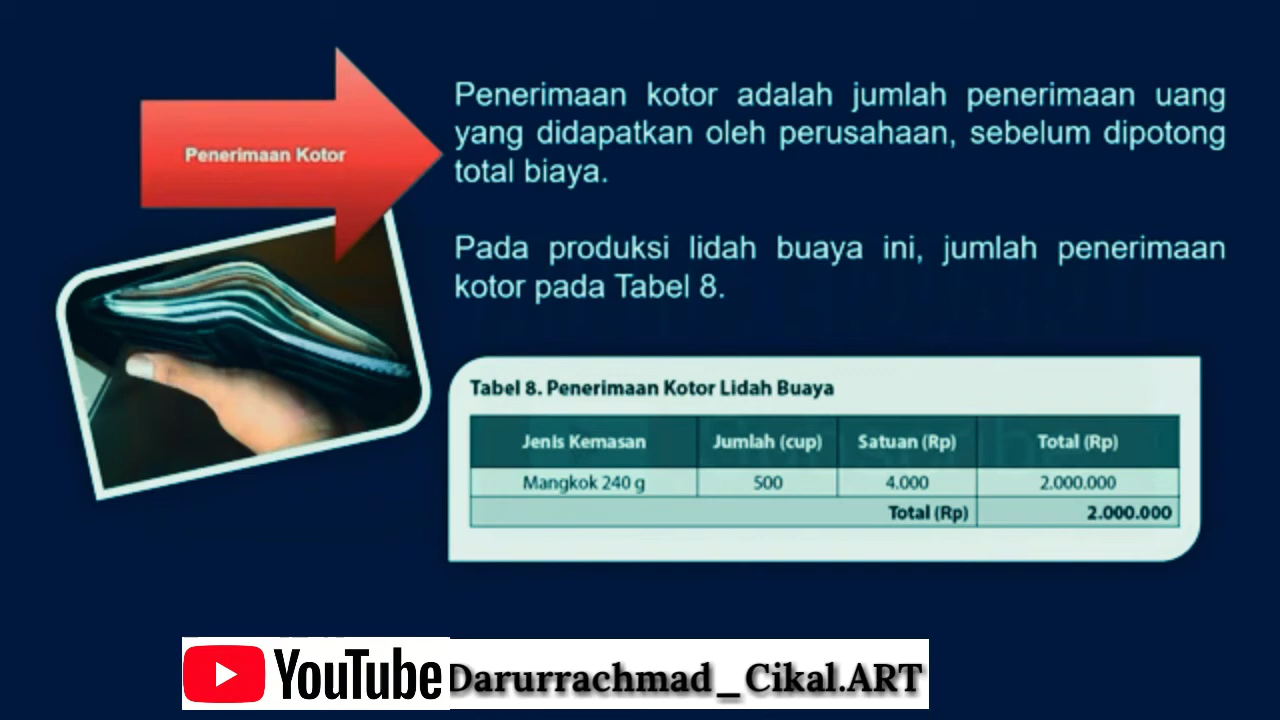 Penerimaan Kotor
Penerimaan kotor adalah jumlah penerimaan uang
yang didapatkan oleh perusahaan, sebelum dipotong
total biaya.
Pada produksi lidah buaya ini, jumlah penerimaan
kotor pada Tabel 8.
Tabel 8. Penerimaan Kotor Lidah Buaya
Jenis Kemasan Jumlah (cup) Satuan (Rp) Total (Rp)
Mangkok 240 g 500 4.000 2.000.000
Total (Rp) 2.000.000
YouTube Darurrachmad_Cikal.ART